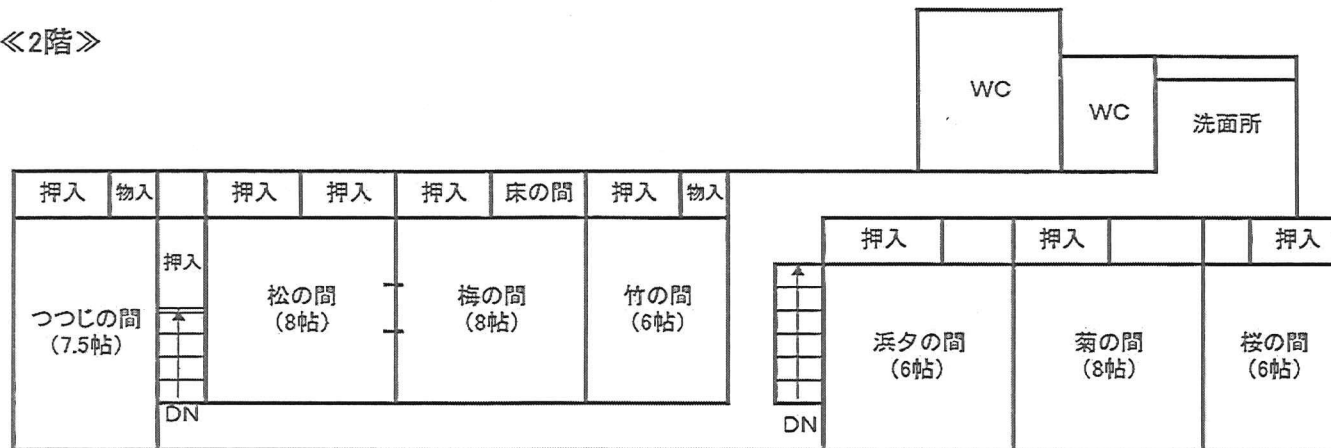 ≪2階≫
WC
WC
洗面所
押入
物入
押入
押入
押入
床の間
押入
物入
押入
押入
押入
押入
つつじの間
(7.5帖)
松の間
(8帖)
梅の間
(8帖)
竹の間
(6帖)
浜夕の間
(6帖)
菊の間
(8帖)
桜の間
(6帖)
DN
DN